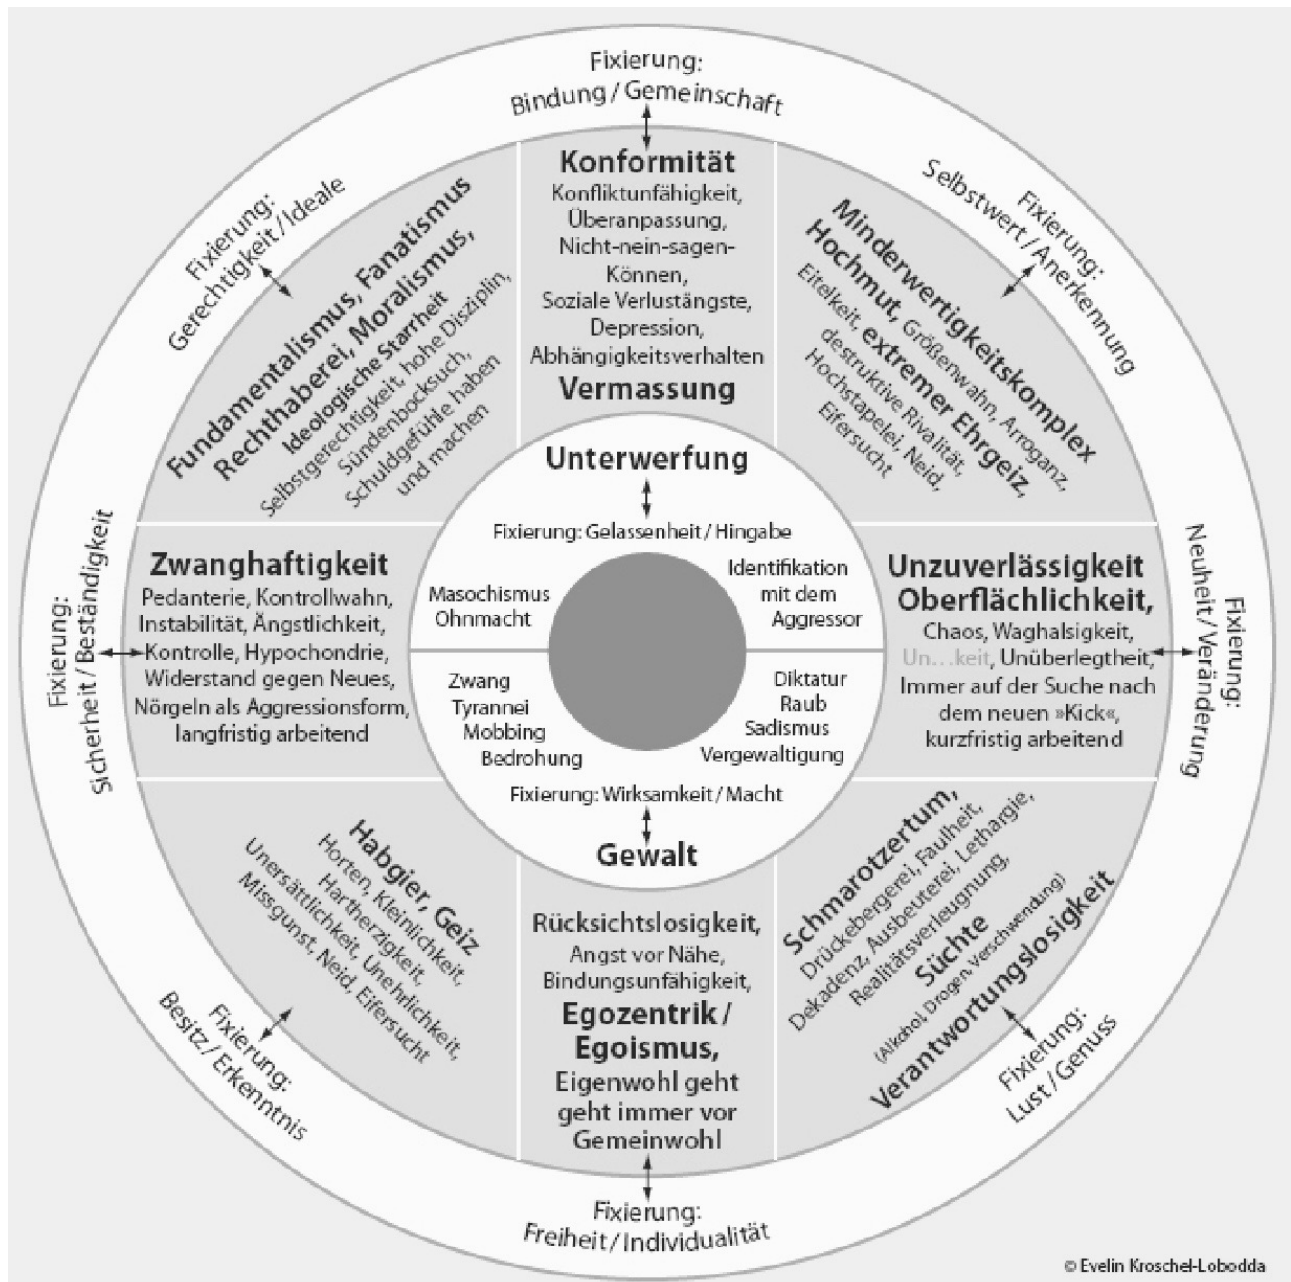 Fixierung:
Bindung / Gemeinschaft
Konformität
Konfliktunfähigkeit,
Überanpassung,
Nicht-nein-sagen-
Können,
Soziale Verlustängste,
Depression,
Abhängigkeitsverhalten
Vermassung
Fixierung:
Selbstwert / Anerkennung
Minderwertigkeitskomplex
Hochmut, Größenwahn, Arroganz,
Eitelkeit, extremer Ehrgeiz,
destruktive Rivalität,
Hochstapelei, Neid,
Eifersucht
Fixierung:
Neuheit / Veränderung
Unzuverlässigkeit
Oberflächlichkeit,
Chaos, Waghalsigkeit,
Un...keit, Unüberlegtheit,
Immer auf der Suche nach
dem neuen »Kick«,
kurzfristig arbeitend
Fixierung:
Lust / Genuss
Schmarotzertum,
Drückebergerei, Faulheit,
Dekadenz, Ausbeuterei, Lethargie,
Realitätsverleugnung,
Süchte
(Alkohol, Drogen, Verschwendung)
Verantwortungslosigkeit
Fixierung:
Freiheit / Individualität
Rücksichtslosigkeit,
Angst vor Nähe,
Bindungsunfähigkeit,
Egozentrik /
Egoismus,
Eigenwohl geht
geht immer vor
Gemeinwohl
Fixierung:
Besitz / Erkenntnis
Habgier, Geiz
Horten, Kleinlichkeit,
Hartherzigkeit,
Unersättlichkeit, Unehrlichkeit,
Missgunst, Neid, Eifersucht
Fixierung:
Sicherheit / Beständigkeit
Zwanghaftigkeit
Pedanterie, Kontrollwahn,
Instabilität, Ängstlichkeit,
Kontrolle, Hypochondrie,
Widerstand gegen Neues,
Nörgeln als Aggressionsform,
langfristig arbeitend
Fixierung:
Gerechtigkeit / Ideale
Fundamentalismus, Fanatismus
Rechthaberei, Moralismus,
Ideologische Starrheit
Selbstgerechtigkeit, hohe Disziplin,
Sündenbocksuch,
Schuldgefühle haben
und machen
Unterwerfung
Fixierung: Gelassenheit / Hingabe
Masochismus
Ohnmacht
Identifikation
mit dem
Aggressor
Zwang
Tyrannei
Mobbing
Bedrohung
Diktatur
Raub
Sadismus
Vergewaltigung
Fixierung: Wirksamkeit / Macht
Gewalt
© Evelin Kroschel-Lobodda